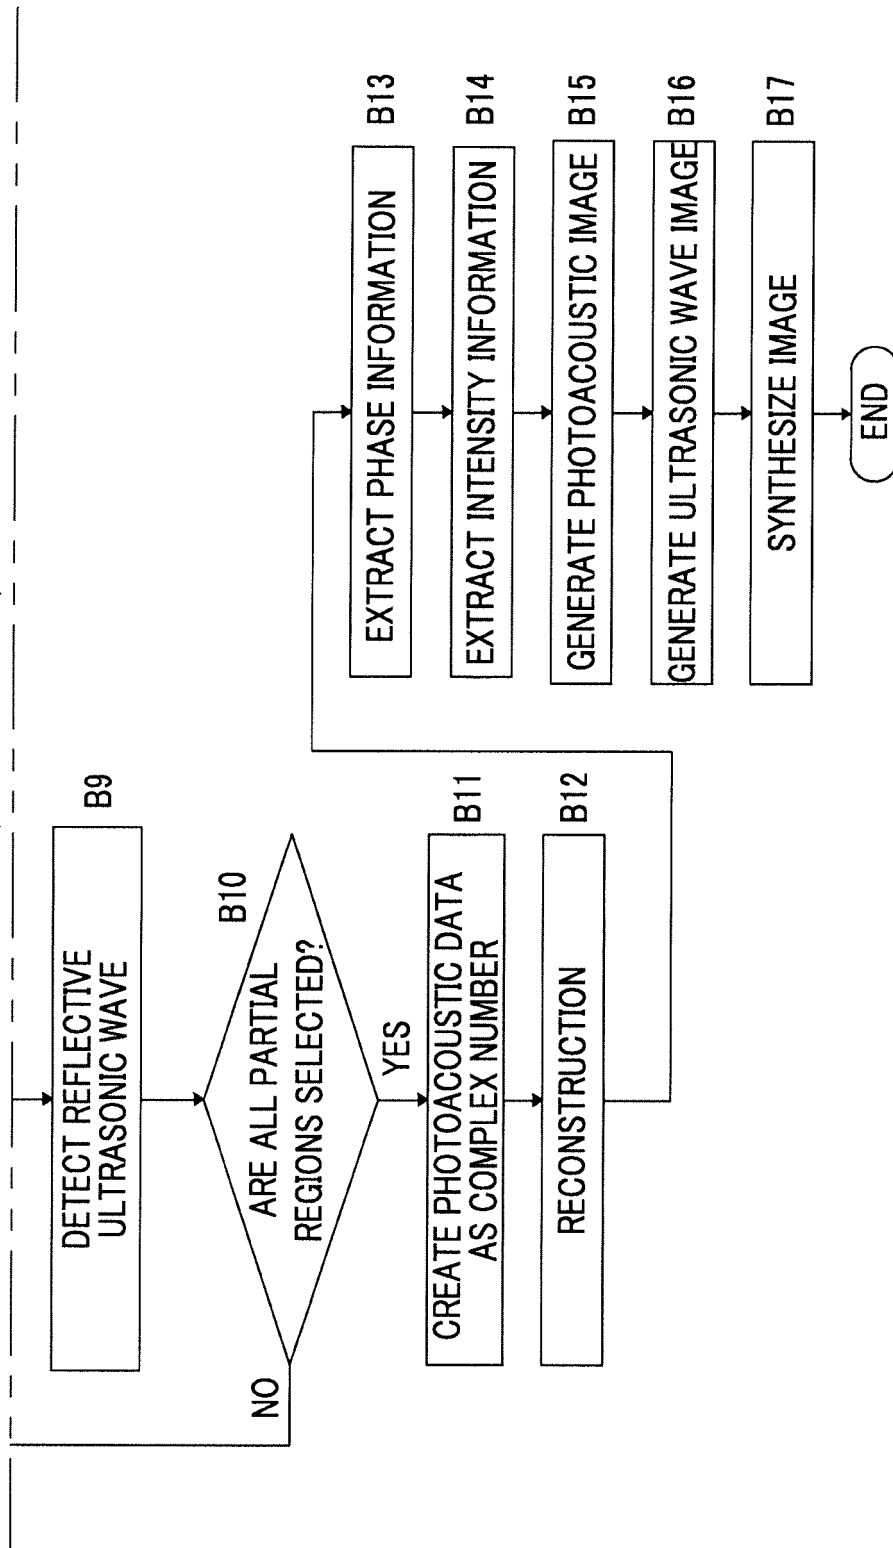 DETECT REFLECTIVE
ULTRASONIC WAVE
B9
ARE ALL PARTIAL
REGIONS SELECTED?
B10
NO
YES
CREATE PHOTOACOUSTIC DATA
AS COMPLEX NUMBER
B11
RECONSTRUCTION
B12
EXTRACT PHASE INFORMATION
B13
EXTRACT INTENSITY INFORMATION
B14
GENERATE PHOTOACOUSTIC IMAGE
B15
GENERATE ULTRASONIC WAVE IMAGE
B16
SYNTHESIZE IMAGE
B17
END